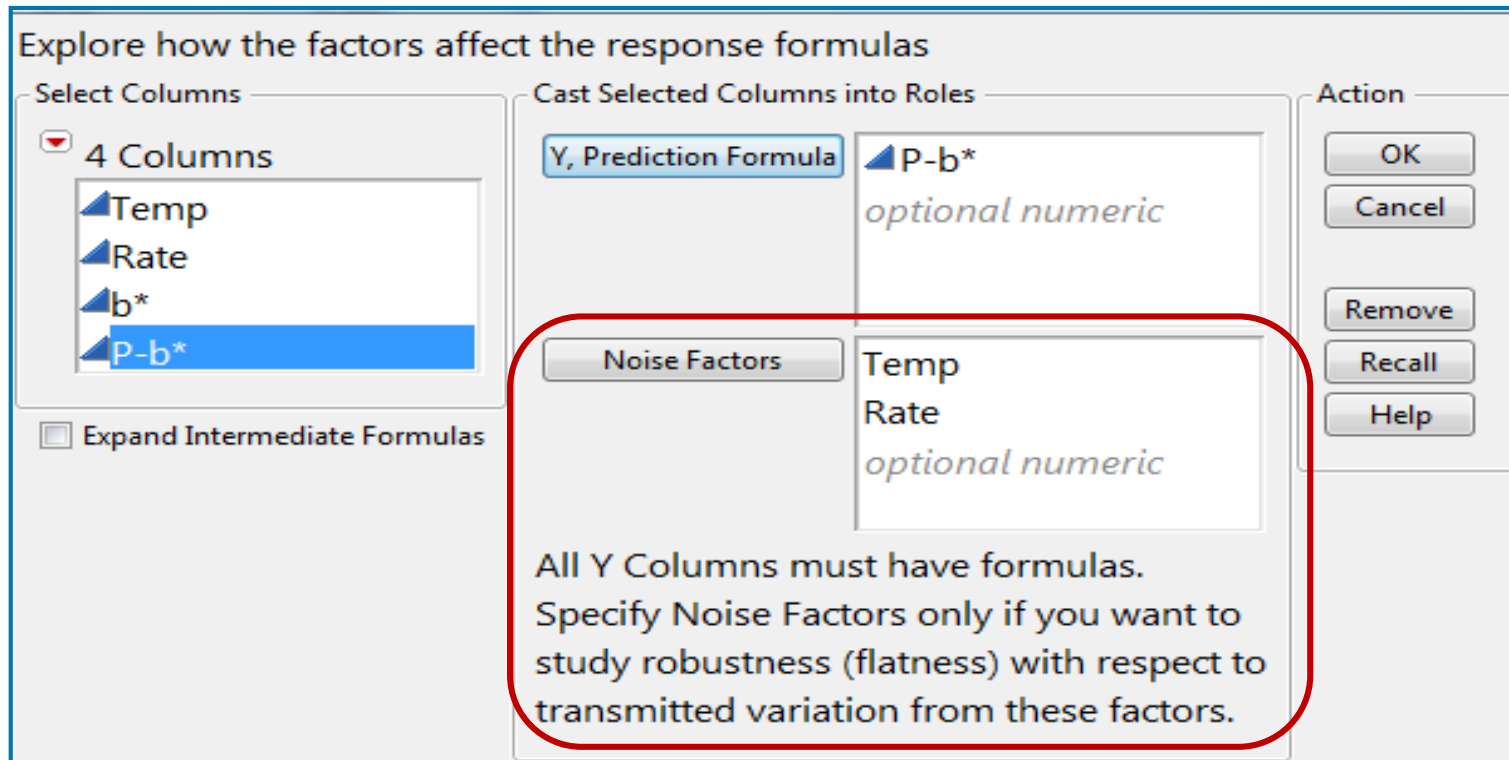 Explore how the factors affect the response formulas
Select Columns
4 Columns
Temp
Rate
b*
P-b*
Expand Intermediate Formulas
Cast Selected Columns into Roles
Y, Prediction Formula
P-b*
optional numeric
Noise Factors
Temp
Rate
optional numeric
All Y Columns must have formulas.
Specify Noise Factors only if you want to
study robustness (flatness) with respect to
transmitted variation from these factors.
Action
OK
Cancel
Remove
Recall
Help